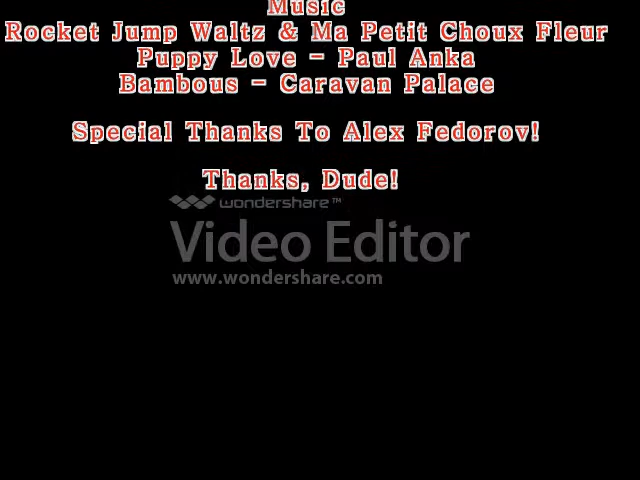 Music
Rocket Jump Waltz & Ma Petit Choux Fleur
Puppy Love - Paul Anka
Bambous - Caravan Palace
Special Thanks To Alex Fedorov!
Thanks, Dude!
wondershare™
Video Editor
www.wondershare.com